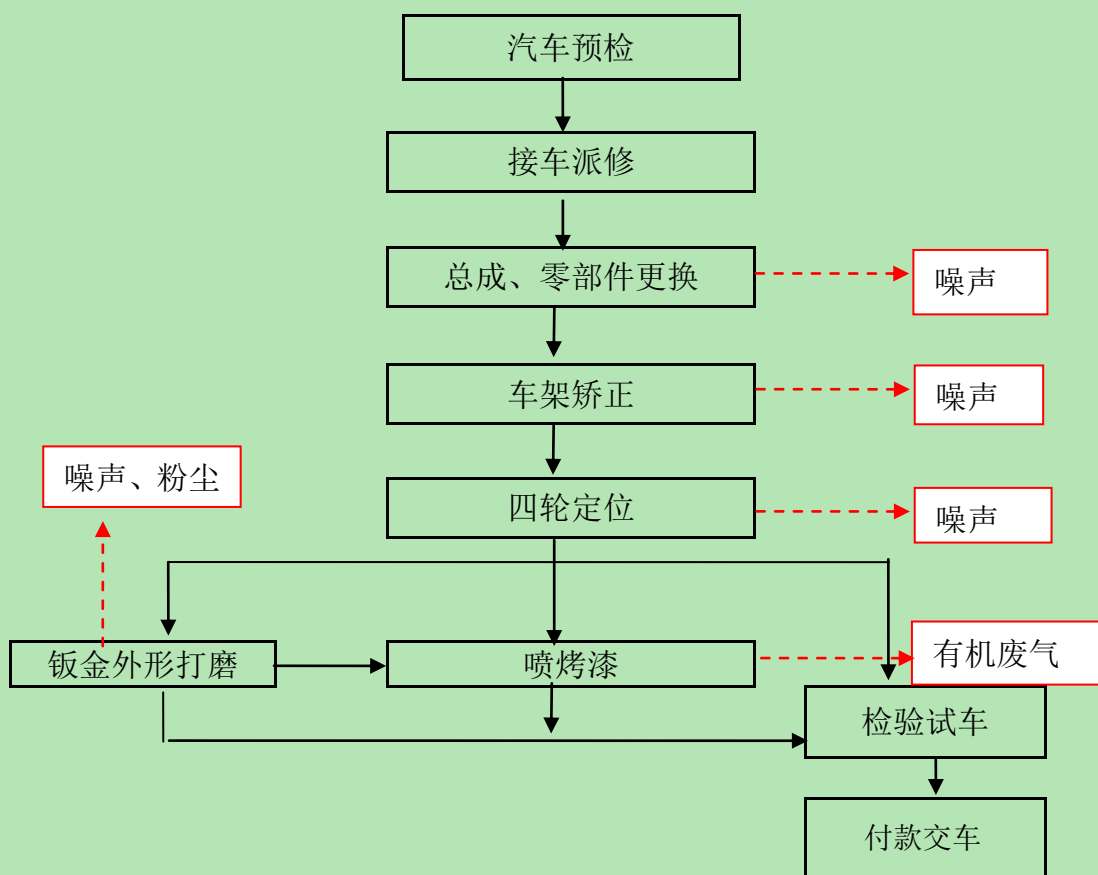 汽车预检
接车派修
总成、零部件更换
噪声
车架矫正
噪声
噪声、粉尘
四轮定位
噪声
钣金外形打磨
喷烤漆
有机废气
检验试车
付款交车